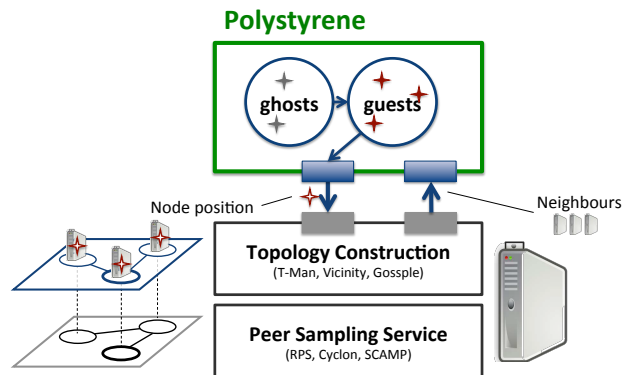 Polystyrene
ghosts
guests
Node position
Neighbours
Topology Construction
(T-Man, Vicinity, Gossple)
Peer Sampling Service
(RPS, Cyclon, SCAMP)